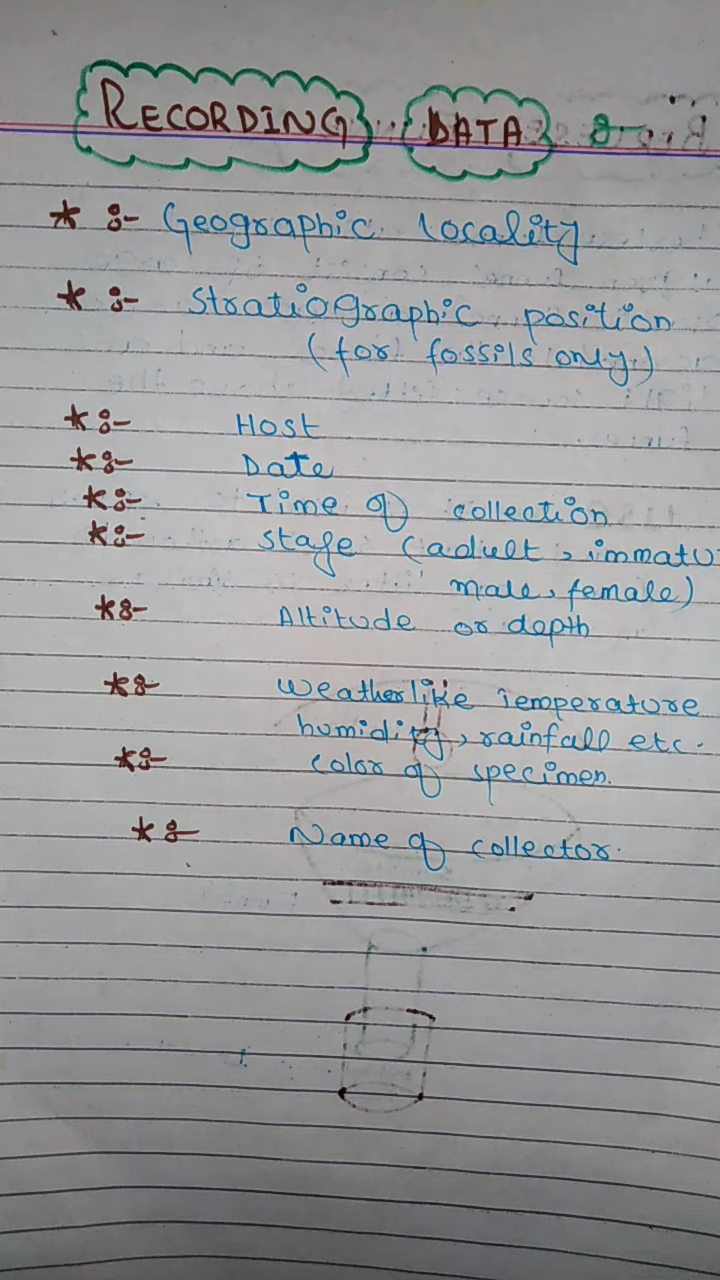 RECORDING DATA :-
* :- Geographic locality.
* :- Stratiographic position
(for fossils only)
* :- Host
* :- Date
* :- Time of collection
* :- Stage (adult, immatu
male, female)
* :- Altitude or depth
* :- Weather like Temperature
humidity, rainfall etc.
* :- Color of specimen.
* :- Name of collector.